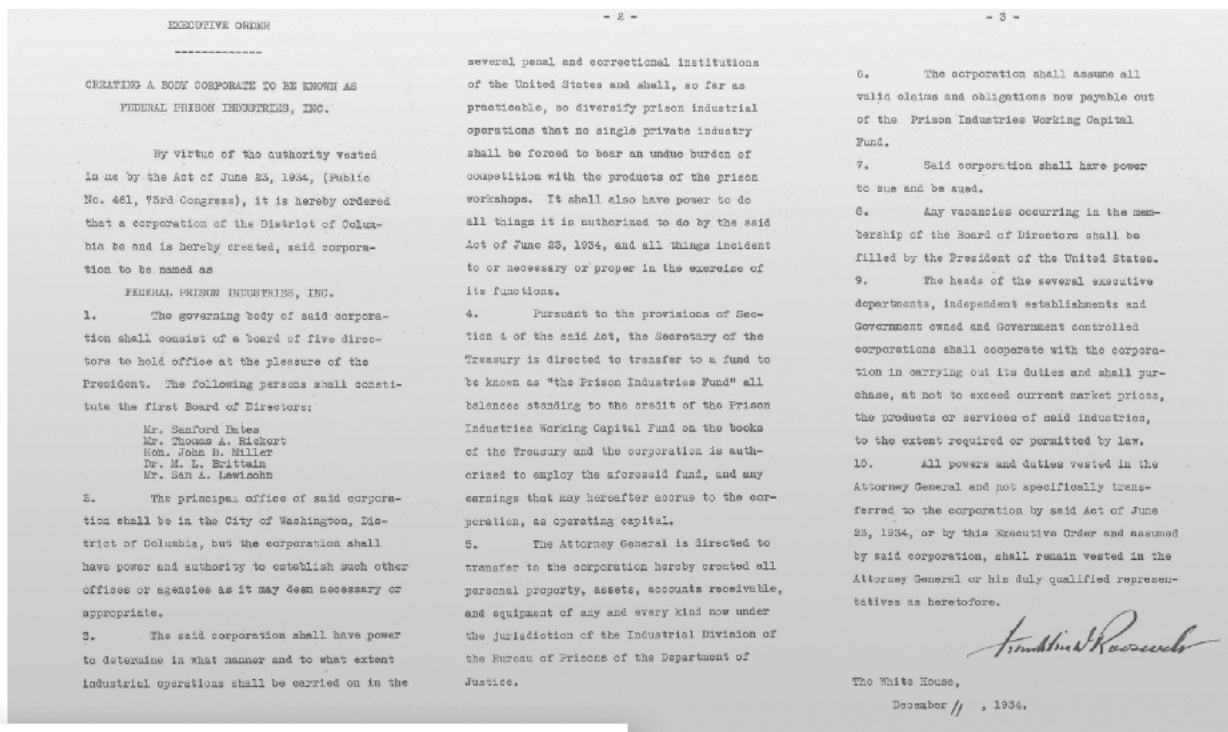 EXECUTIVE ORDER
-------------
CREATING A BODY CORPORATE TO BE KNOWN AS
FEDERAL PRISON INDUSTRIES, INC.
By virtue of the authority vested
in me by the Act of June 23, 1934, (Public
No. 461, 73rd Congress), it is hereby ordered
that a corporation of the District of Colum-
bia be and is hereby created, said corpora-
tion to be named as
FEDERAL PRISON INDUSTRIES, INC.
1. The governing body of said corpora-
tion shall consist of a board of five direc-
tors to hold office at the pleasure of the
President. The following persons shall consti-
tute the first Board of Directors:
Mr. Sanford Bates
Mr. Thomas A. Rickert
Hon. John B. Miller
Dr. M. L. Brittain
Mr. Sam A. Lewisohn
2. The principal office of said corpora-
tion shall be in the City of Washington, Dis-
trict of Columbia, but the corporation shall
have power and authority to establish such other
offices or agencies as it may deem necessary or
appropriate.
3. The said corporation shall have power
to determine in what manner and to what extent
industrial operations shall be carried on in the
- 2 -
several penal and correctional institutions
of the United States and shall, so far as
practicable, so diversify prison industrial
operations that no single private industry
shall be forced to bear an undue burden of
competition with the products of the prison
workshops. It shall also have power to do
all things it is authorized to do by the said
Act of June 23, 1934, and all things incident
to or necessary or proper in the exercise of
its functions.
4. Pursuant to the provisions of Sec-
tion 4 of the said Act, the Secretary of the
Treasury is directed to transfer to a fund to
be known as "the Prison Industries Fund" all
balances standing to the credit of the Prison
Industries Working Capital Fund on the books
of the Treasury and the corporation is auth-
orized to employ the aforesaid fund, and any
earnings that may hereafter accrue to the cor-
poration, as operating capital.
5. The Attorney General is directed to
transfer to the corporation hereby created all
personal property, assets, accounts receivable,
and equipment of any and every kind now under
the jurisdiction of the Industrial Division of
the Bureau of Prisons of the Department of
Justice.
- 3 -
6. The corporation shall assume all
valid claims and obligations now payable out
of the Prison Industries Working Capital
Fund.
7. Said corporation shall have power
to sue and be sued.
8. Any vacancies occurring in the mem-
bership of the Board of Directors shall be
filled by the President of the United States.
9. The heads of the several executive
departments, independent establishments and
Government owned and Government controlled
corporations shall cooperate with the corpora-
tion in carrying out its duties and shall pur-
chase, at not to exceed current market prices,
the products or services of said industries,
to the extent required or permitted by law.
10. All powers and duties vested in the
Attorney General and not specifically trans-
ferred to the corporation by said Act of June
23, 1934, or by this Executive Order and assumed
by said corporation, shall remain vested in the
Attorney General or his duly qualified represen-
tatives as heretofore.
Franklin D Roosevelt
The White House,
December 11 , 1934.